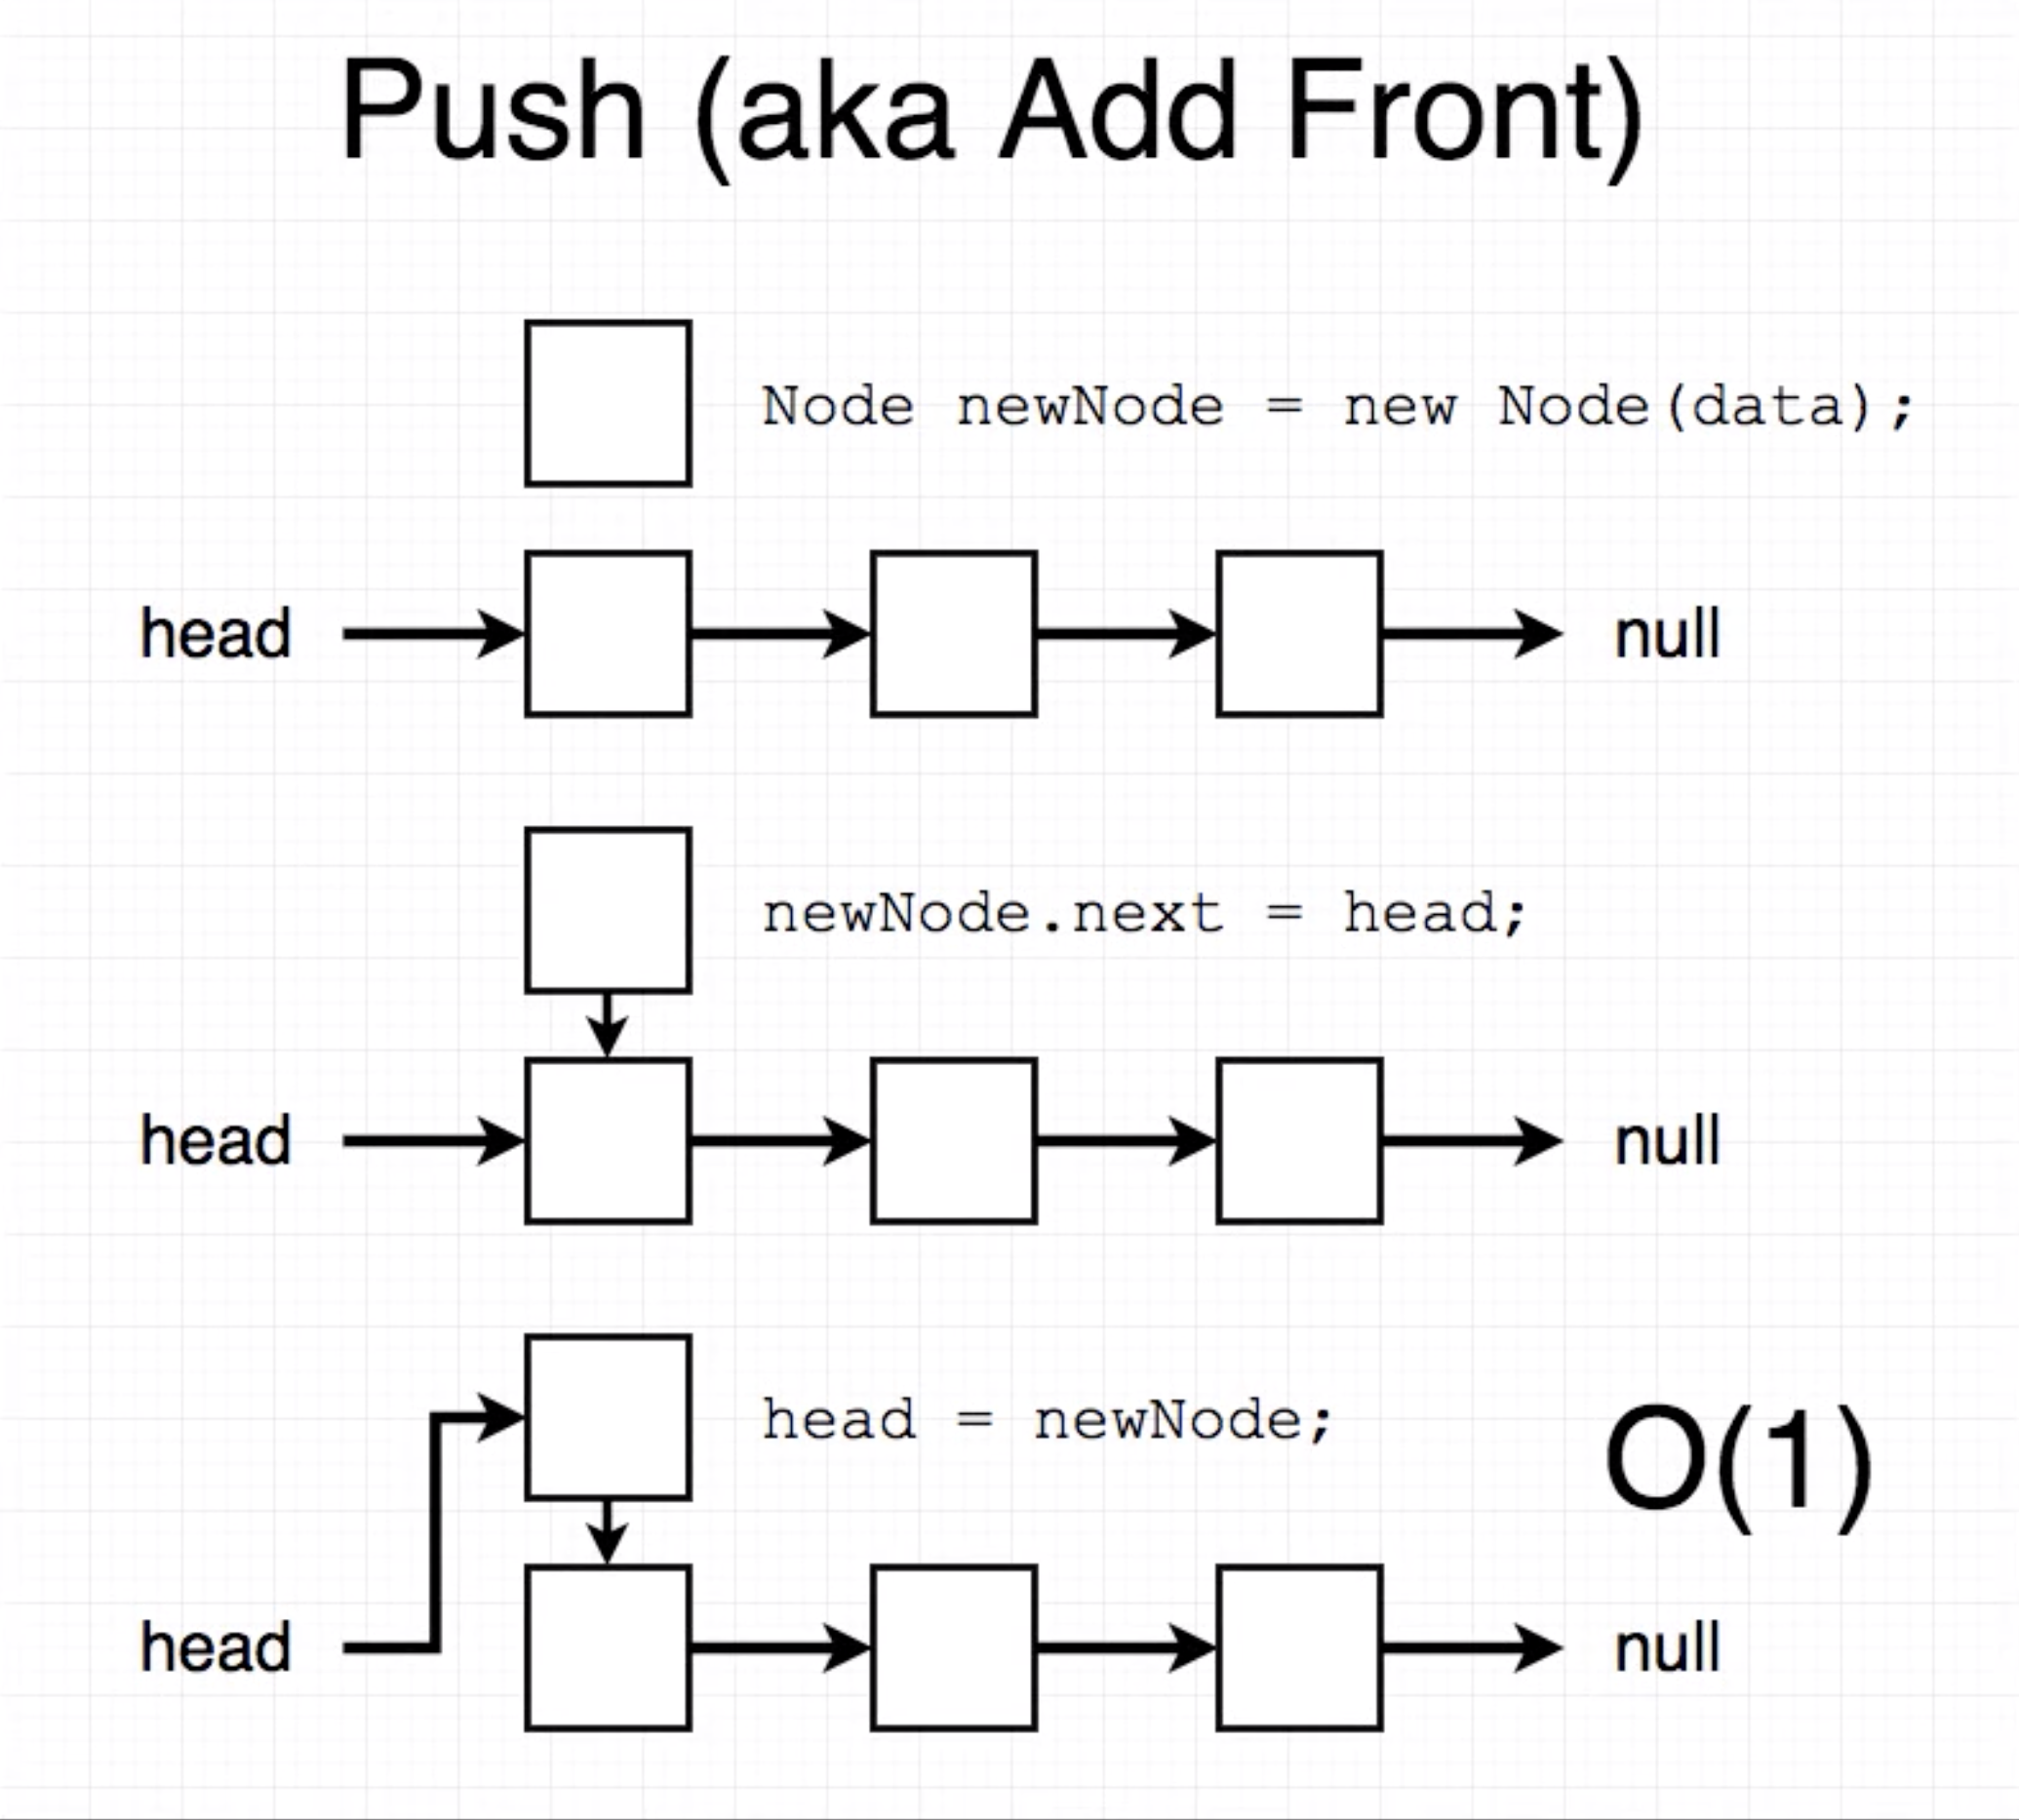 Push (aka Add Front)
Node newNode = new Node(data);
head null
newNode.next = head;
head null
head = newNode;
O(1)
head null